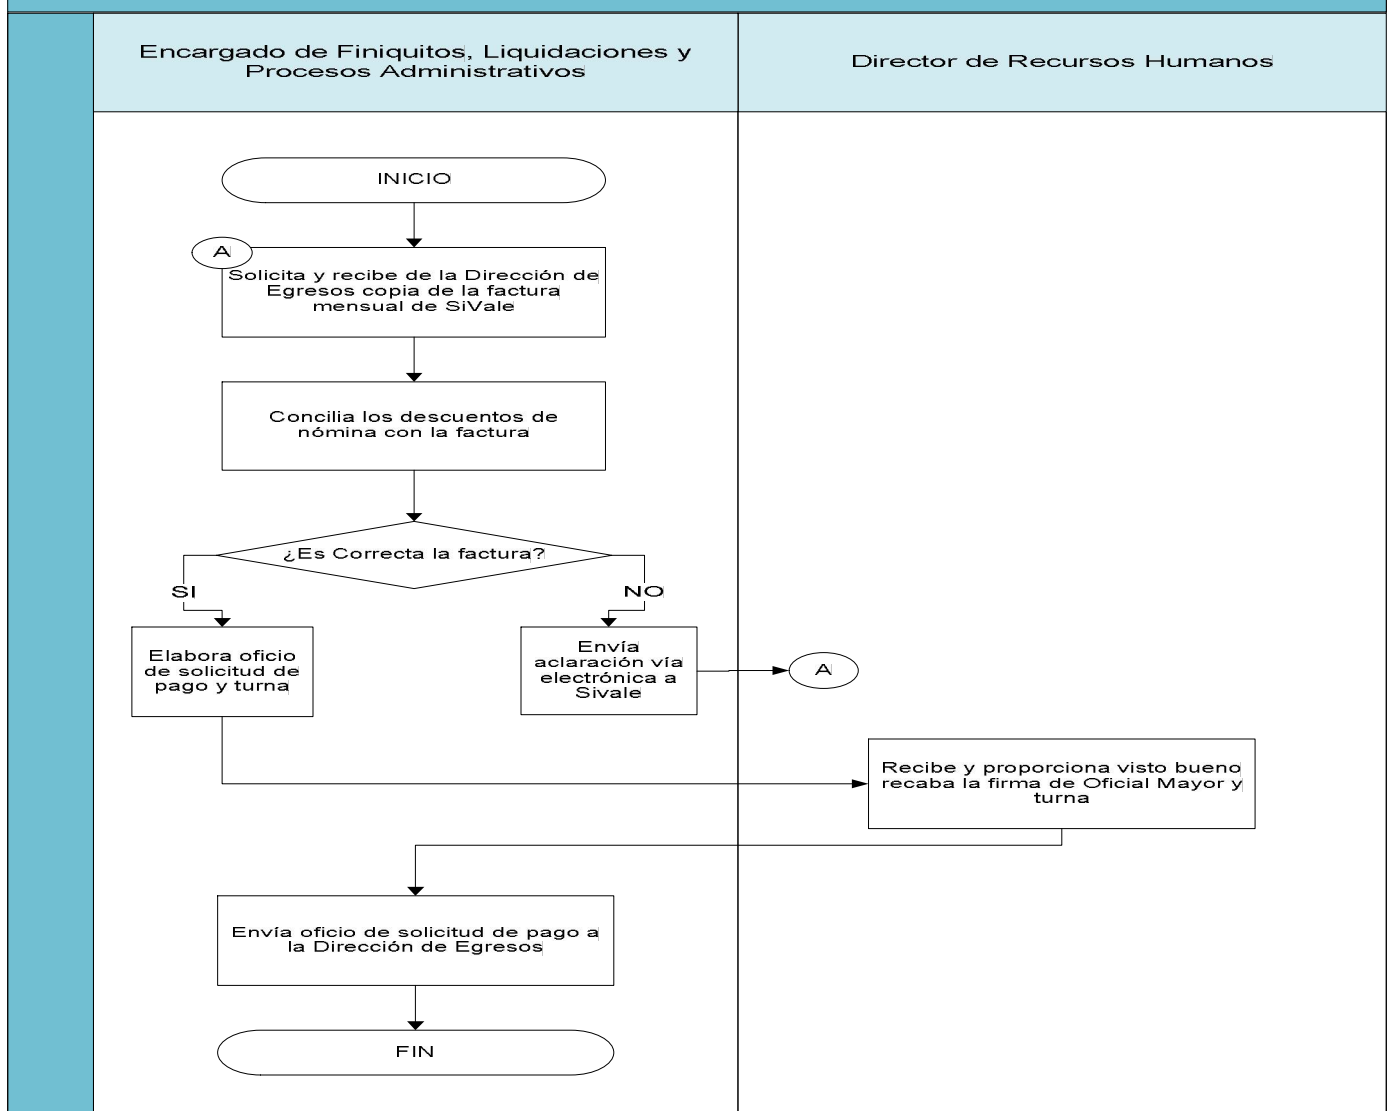 Encargado de Finiquitos, Liquidaciones y
Procesos Administrativos
Director de Recursos Humanos
INICIO
A
Solicita y recibe de la Dirección de
Egresos copia de la factura
mensual de SiVale
Concilia los descuentos de
nómina con la factura
¿Es Correcta la factura?
SI
NO
Elabora oficio
de solicitud de
pago y turna
Envía
aclaración vía
electrónica a
Sivale
A
Recibe y proporciona visto bueno
recaba la firma de Oficial Mayor y
turna
Envía oficio de solicitud de pago a
la Dirección de Egresos
FIN